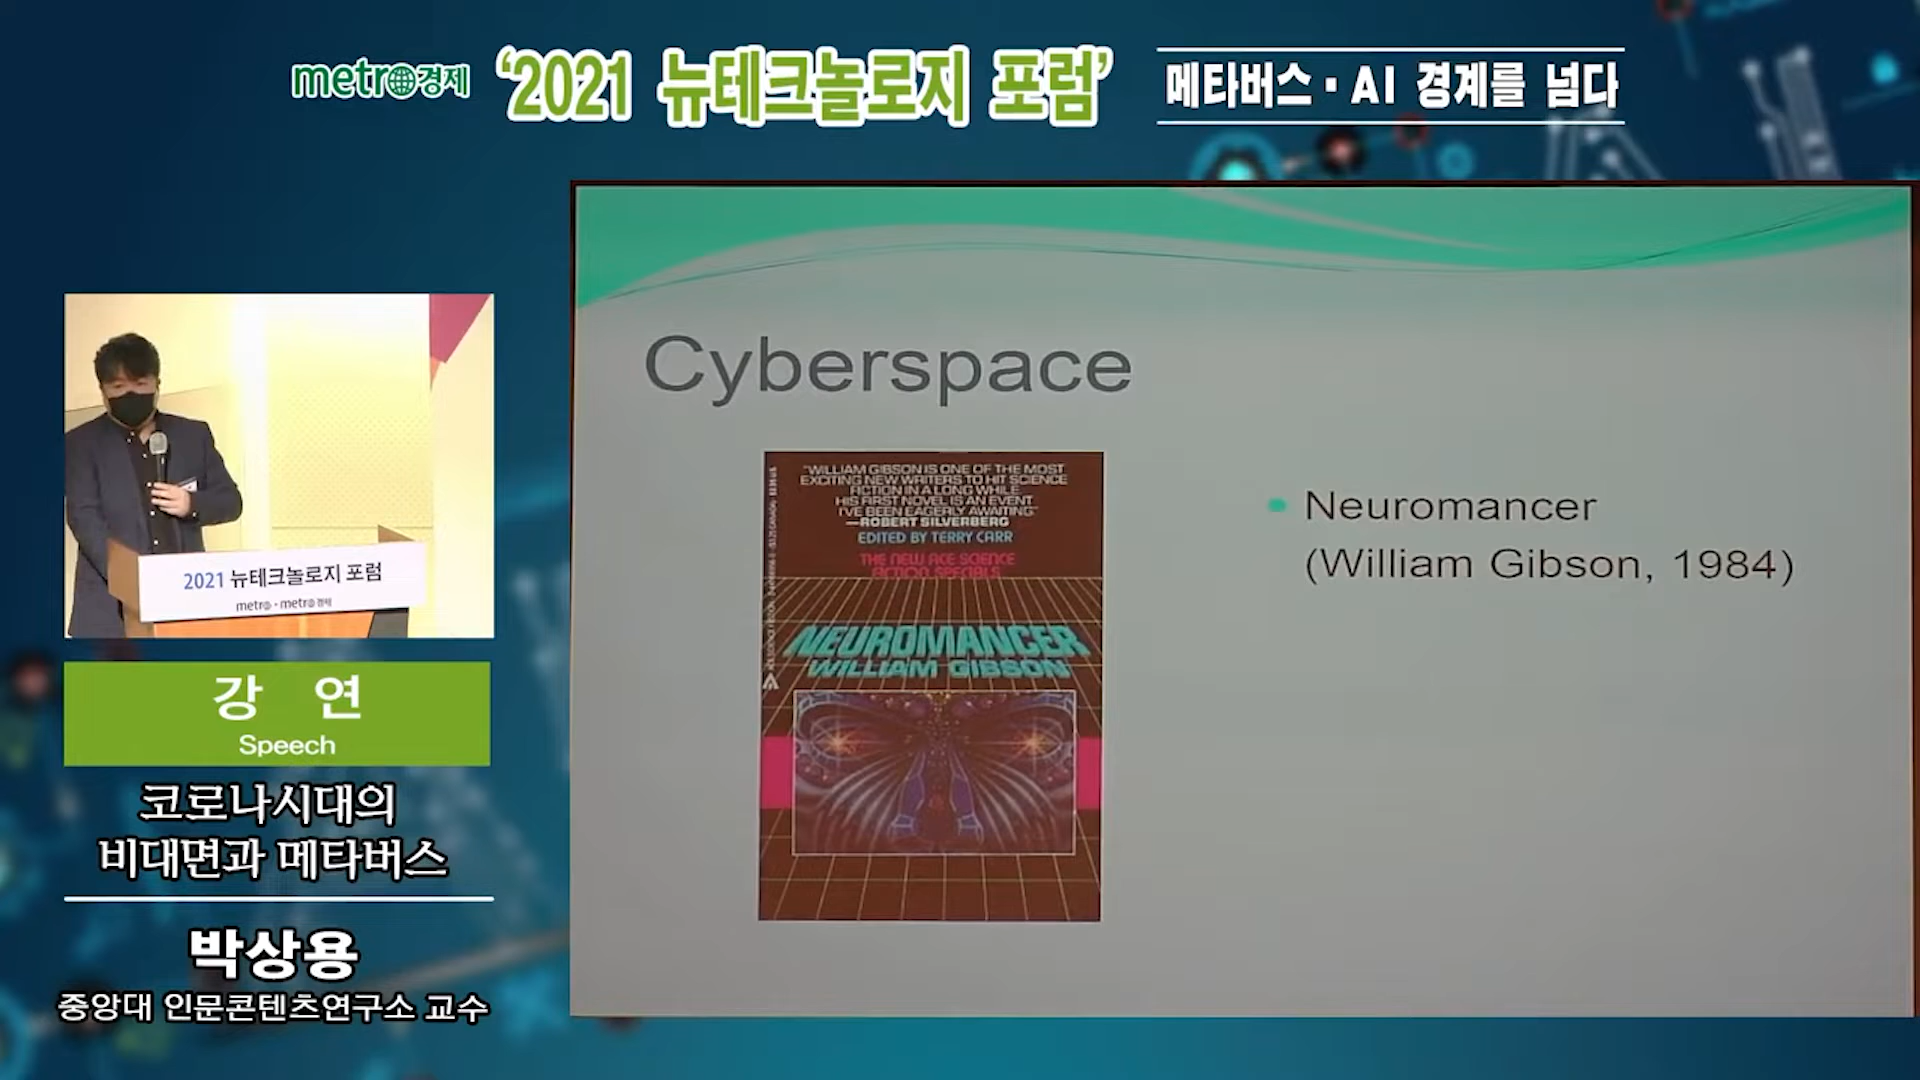 metro경제 ‘2021 뉴테크놀로지 포럼’ 메타버스·AI 경계를 넘다
Cyberspace
"WILLIAM GIBSON IS ONE OF THE MOST
EXCITING NEW WRITERS TO HIT SCIENCE
FICTION IN A LONG WHILE.
HIS FIRST NOVEL IS AN EVENT
I'VE BEEN EAGERLY AWAITING."
—ROBERT SILVERBERG
EDITED BY TERRY CARR
THE NEW ACE SCIENCE
FICTION SPECIALS
NEUROMANCER
WILLIAM GIBSON
Neuromancer
(William Gibson, 1984)
2021 뉴테크놀로지 포럼
metro · metro경제
강 연
Speech
코로나시대의
비대면과 메타버스
박상용
중앙대 인문콘텐츠연구소 교수